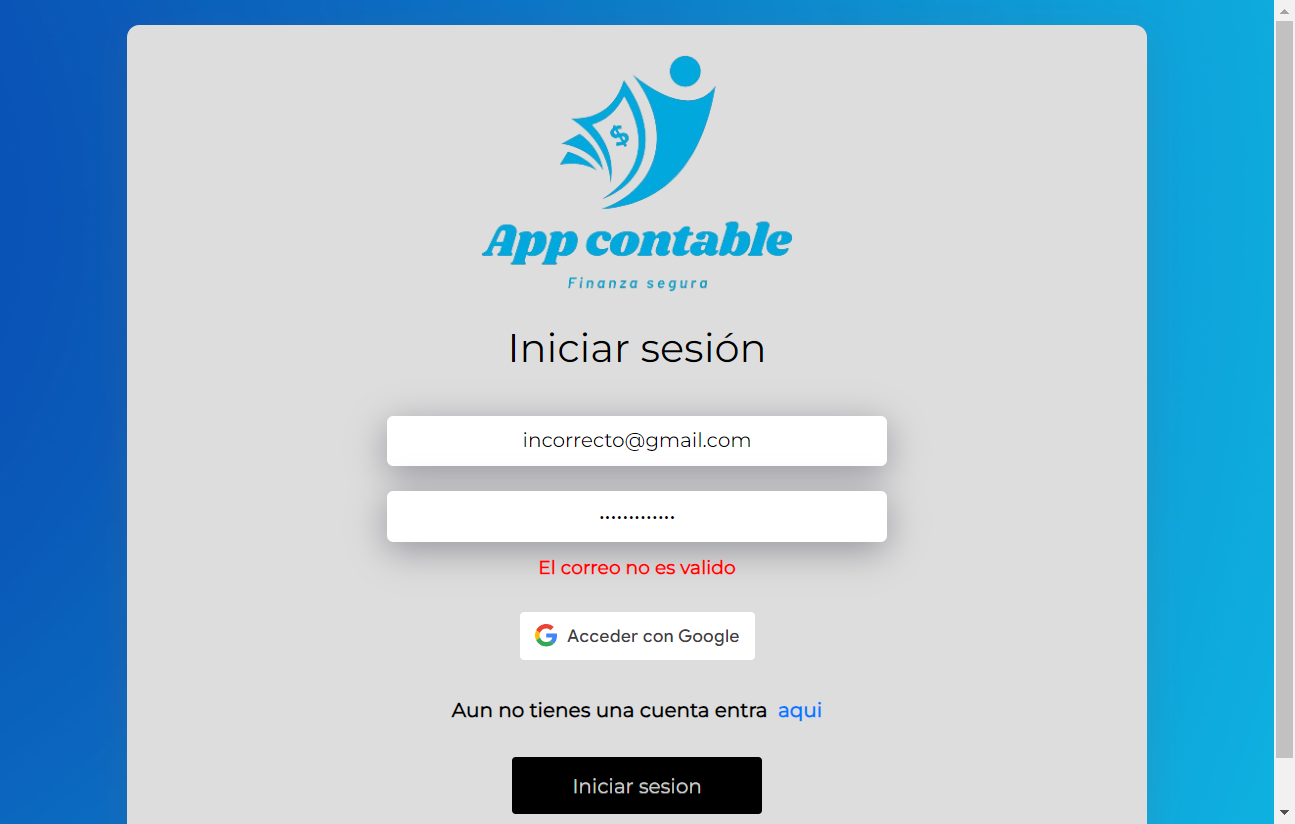 $
App contable
Finanza segura
Iniciar sesión
incorrecto@gmail.com
•••••••••••••
El correo no es valido
G Acceder con Google
Aun no tienes una cuenta entra aqui
Iniciar sesion